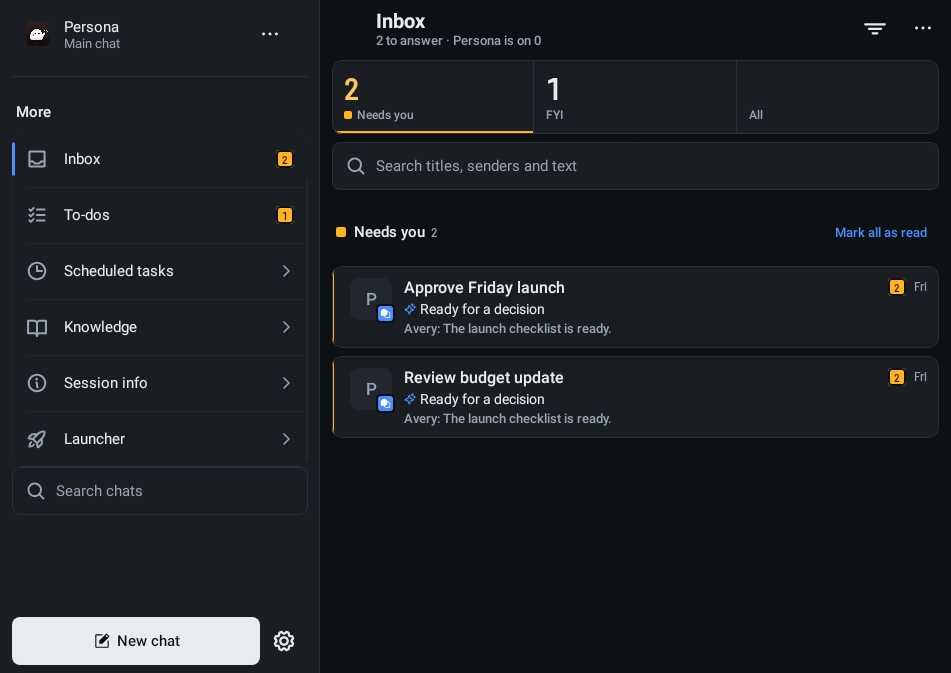 Persona
Main chat
More
Inbox
2
To-dos
1
Scheduled tasks
Knowledge
Session info
Launcher
Search chats
New chat
Inbox
2 to answer · Persona is on 0
2
Needs you
1
FYI
All
Search titles, senders and text
Needs you 2
Mark all as read
P
Approve Friday launch
2 Fri
Ready for a decision
Avery: The launch checklist is ready.
P
Review budget update
2 Fri
Ready for a decision
Avery: The launch checklist is ready.